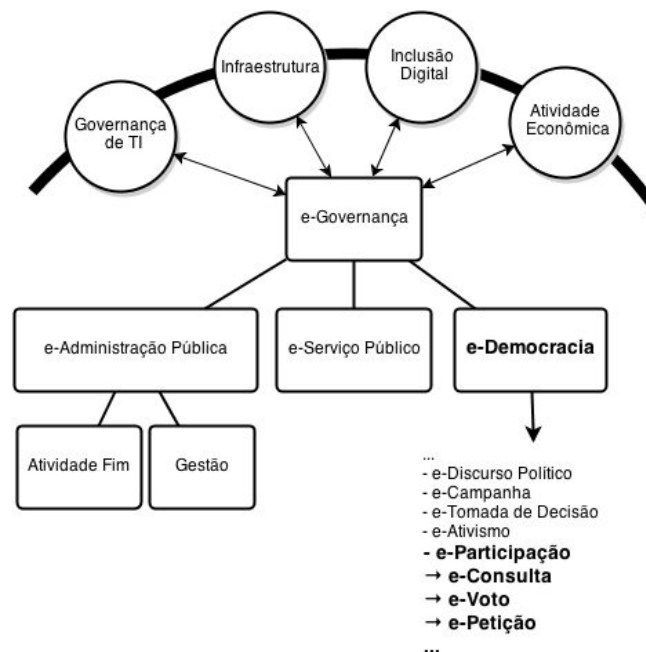 Governança
de TI
Infraestrutura
Inclusão
Digital
Atividade
Econômica
e-Governança
e-Administração Pública
e-Serviço Público
e-Democracia
Atividade Fim
Gestão
...
- e-Discurso Político
- e-Campanha
- e-Tomada de Decisão
- e-Ativismo
- e-Participação
→ e-Consulta
→ e-Voto
→ e-Petição
...